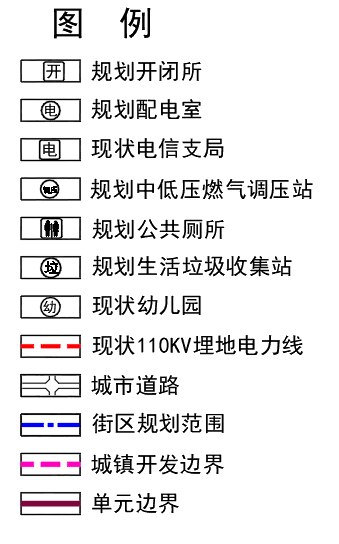 图 例
开 规划开闭所
电 规划配电室
电 现状电信支局
调压 规划中低压燃气调压站
规划公共厕所
垃 规划生活垃圾收集站
幼 现状幼儿园
现状110KV埋地电力线
城市道路
街区规划范围
城镇开发边界
单元边界